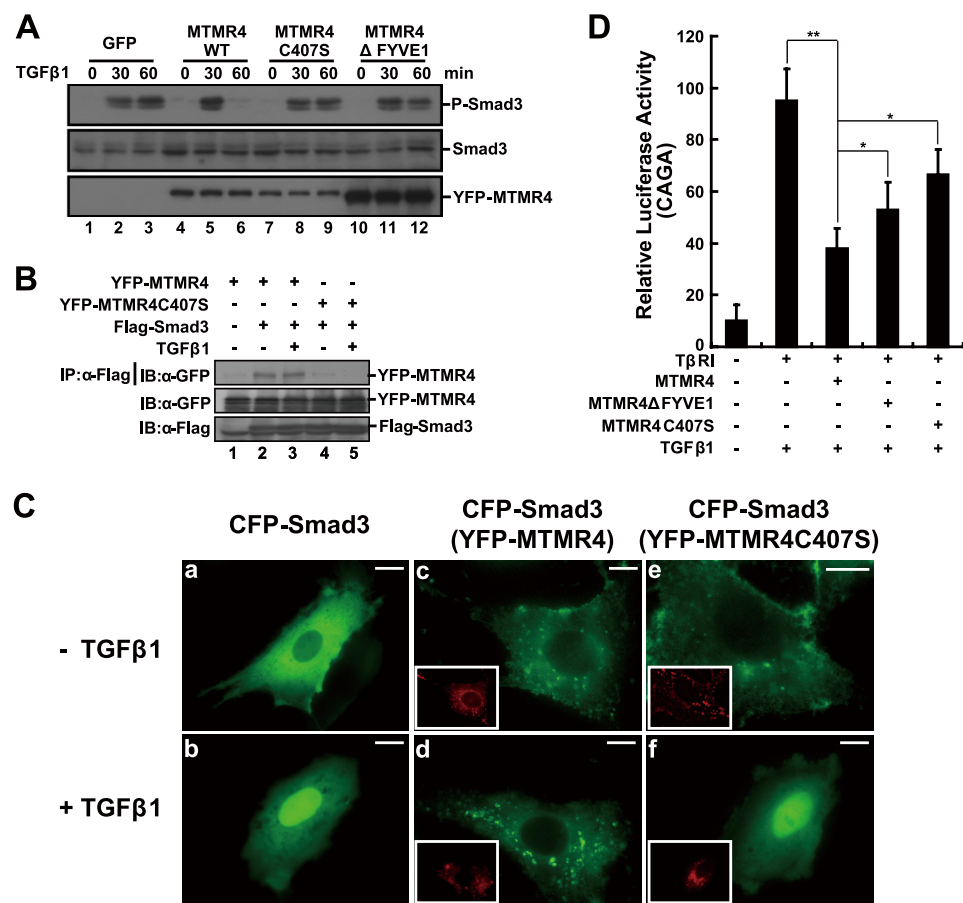 A
GFP
MTMR4 WT
MTMR4 C407S
MTMR4 Δ FYVE1
TGFβ1 0 30 60 0 30 60 0 30 60 0 30 60 min
P-Smad3
Smad3
YFP-MTMR4
1 2 3 4 5 6 7 8 9 10 11 12
B
YFP-MTMR4 + + + - -
YFP-MTMR4C407S - - - + +
Flag-Smad3 - + + + +
TGFβ1 + +
IP:α-Flag IB:α-GFP YFP-MTMR4
IB:α-GFP YFP-MTMR4
IB:α-Flag Flag-Smad3
1 2 3 4 5
D
Relative Luciferase Activity (CAGA)
120
100
80
60
40
20
0
**
*
*
TβRI - + + + +
MTMR4 - - + - -
MTMR4ΔFYVE1 - - - + -
MTMR4 C407S - - - - +
TGFβ1 - + + + +
C
CFP-Smad3
CFP-Smad3 (YFP-MTMR4)
CFP-Smad3 (YFP-MTMR4C407S)
- TGFβ1
a
c
e
+ TGFβ1
b
d
f